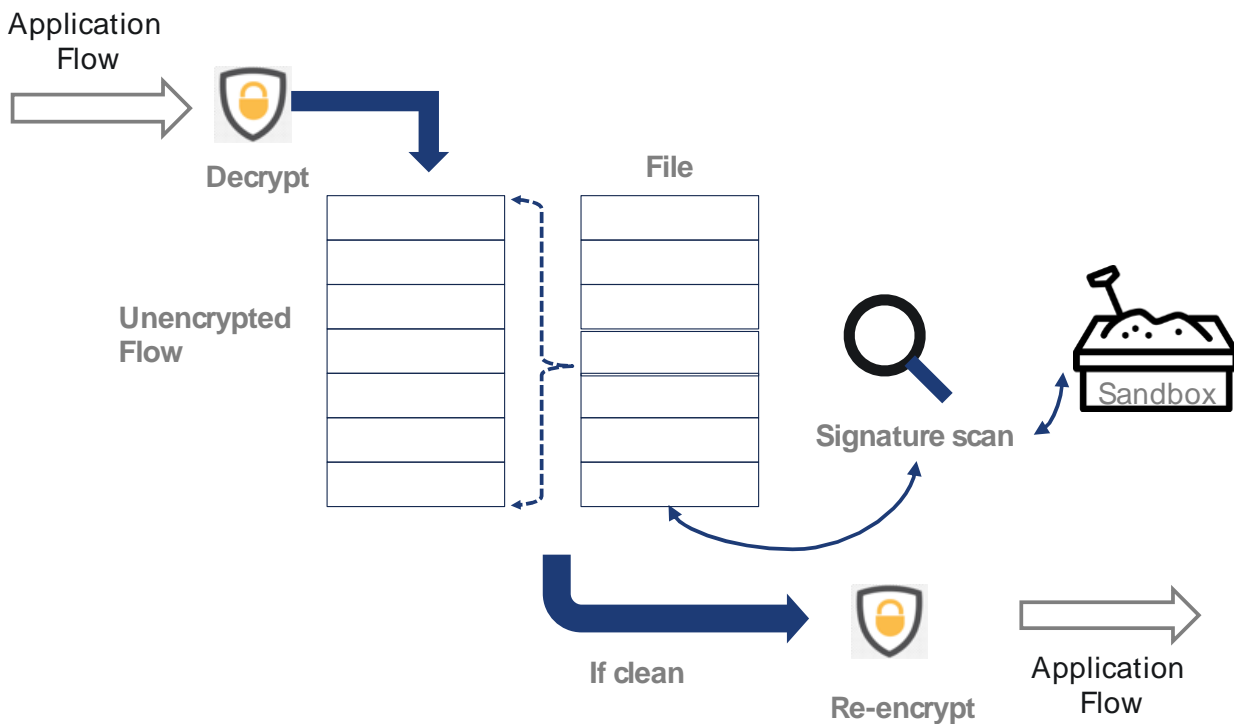 Application
Flow
Decrypt
File
Unencrypted
Flow
Sandbox
Signature scan
If clean
Re-encrypt
Application
Flow